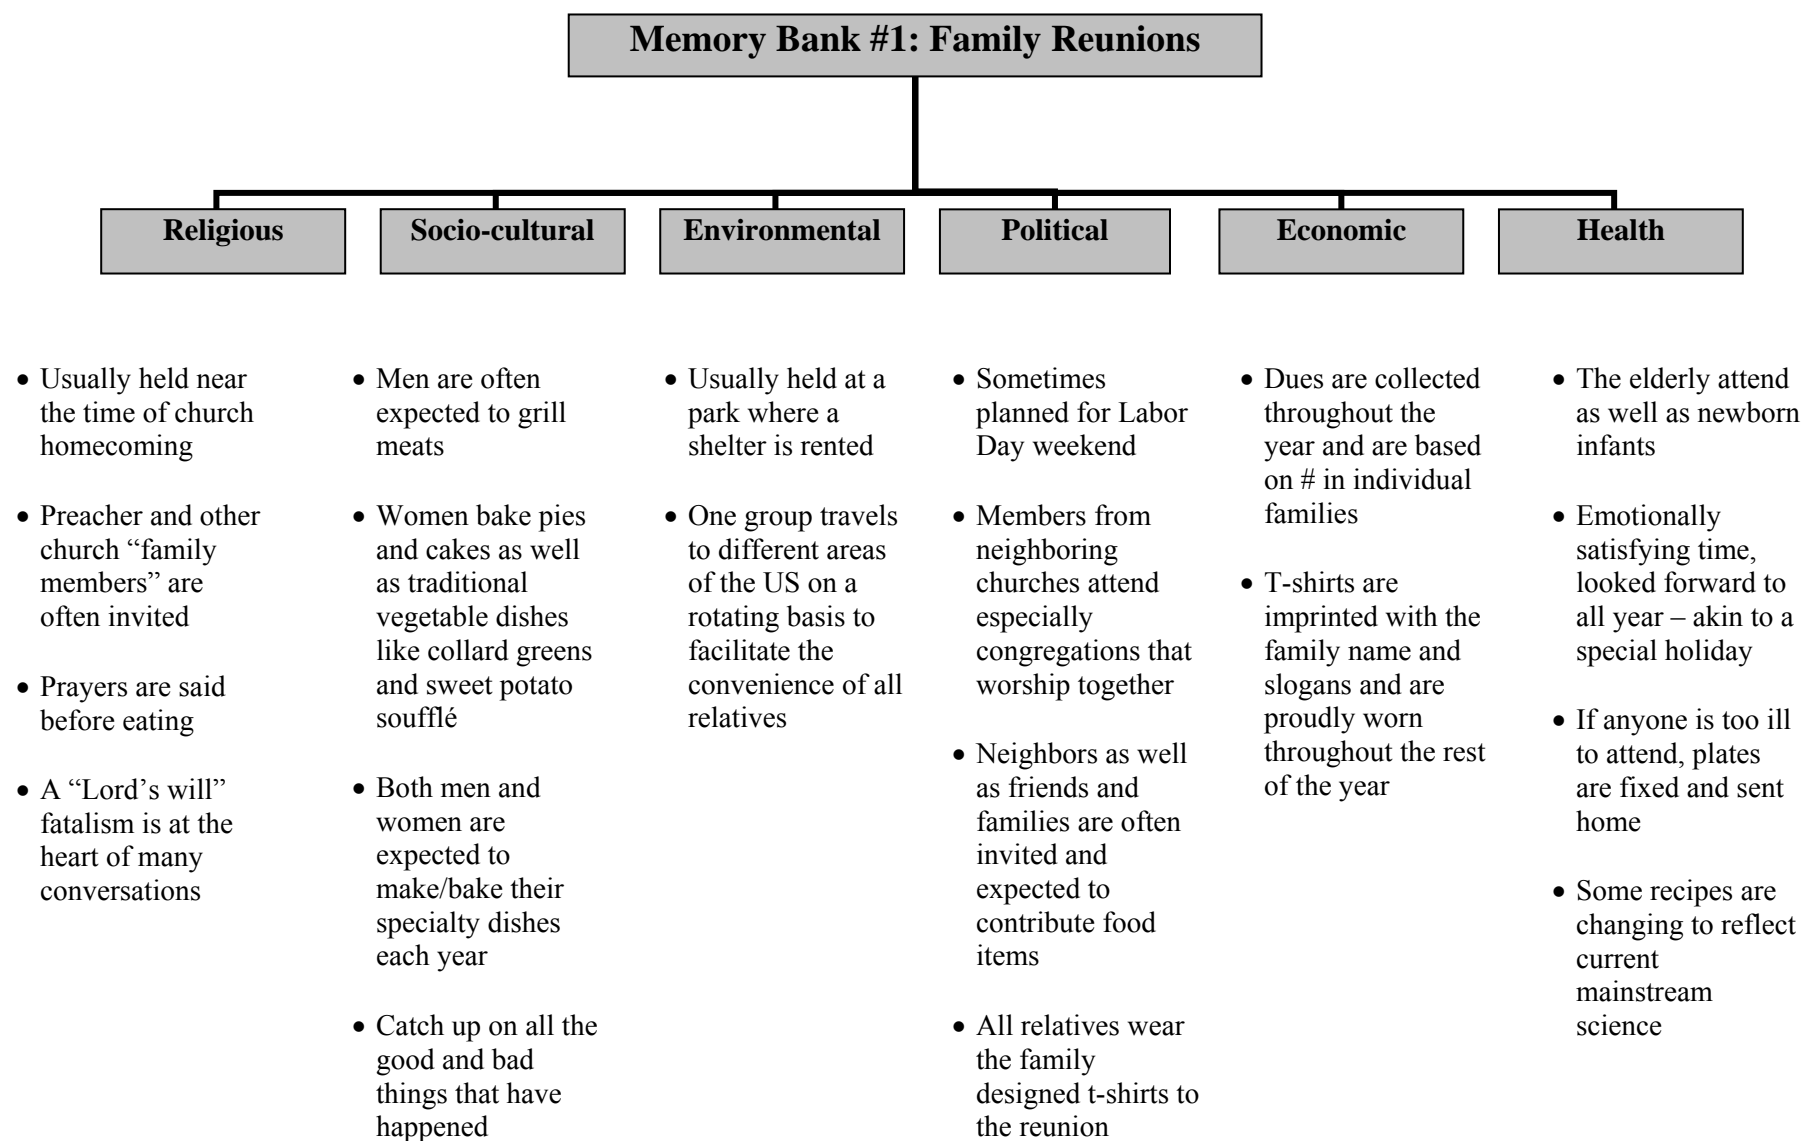 Memory Bank #1: Family Reunions
Religious
Socio-cultural
Environmental
Political
Economic
Health
• Usually held near
the time of church
homecoming
• Preacher and other
church “family
members” are
often invited
• Prayers are said
before eating
• A “Lord’s will”
fatalism is at the
heart of many
conversations
• Men are often
expected to grill
meats
• Women bake pies
and cakes as well
as traditional
vegetable dishes
like collard greens
and sweet potato
soufflé
• Both men and
women are
expected to
make/bake their
specialty dishes
each year
• Catch up on all the
good and bad
things that have
happened
• Usually held at a
park where a
shelter is rented
• One group travels
to different areas
of the US on a
rotating basis to
facilitate the
convenience of all
relatives
• Sometimes
planned for Labor
Day weekend
• Members from
neighboring
churches attend
especially
congregations that
worship together
• Neighbors as well
as friends and
families are often
invited and
expected to
contribute food
items
• All relatives wear
the family
designed t-shirts to
the reunion
• Dues are collected
throughout the
year and are based
on # in individual
families
• T-shirts are
imprinted with the
family name and
slogans and are
proudly worn
throughout the rest
of the year
• The elderly attend
as well as newborn
infants
• Emotionally
satisfying time,
looked forward to
all year – akin to a
special holiday
• If anyone is too ill
to attend, plates
are fixed and sent
home
• Some recipes are
changing to reflect
current
mainstream
science